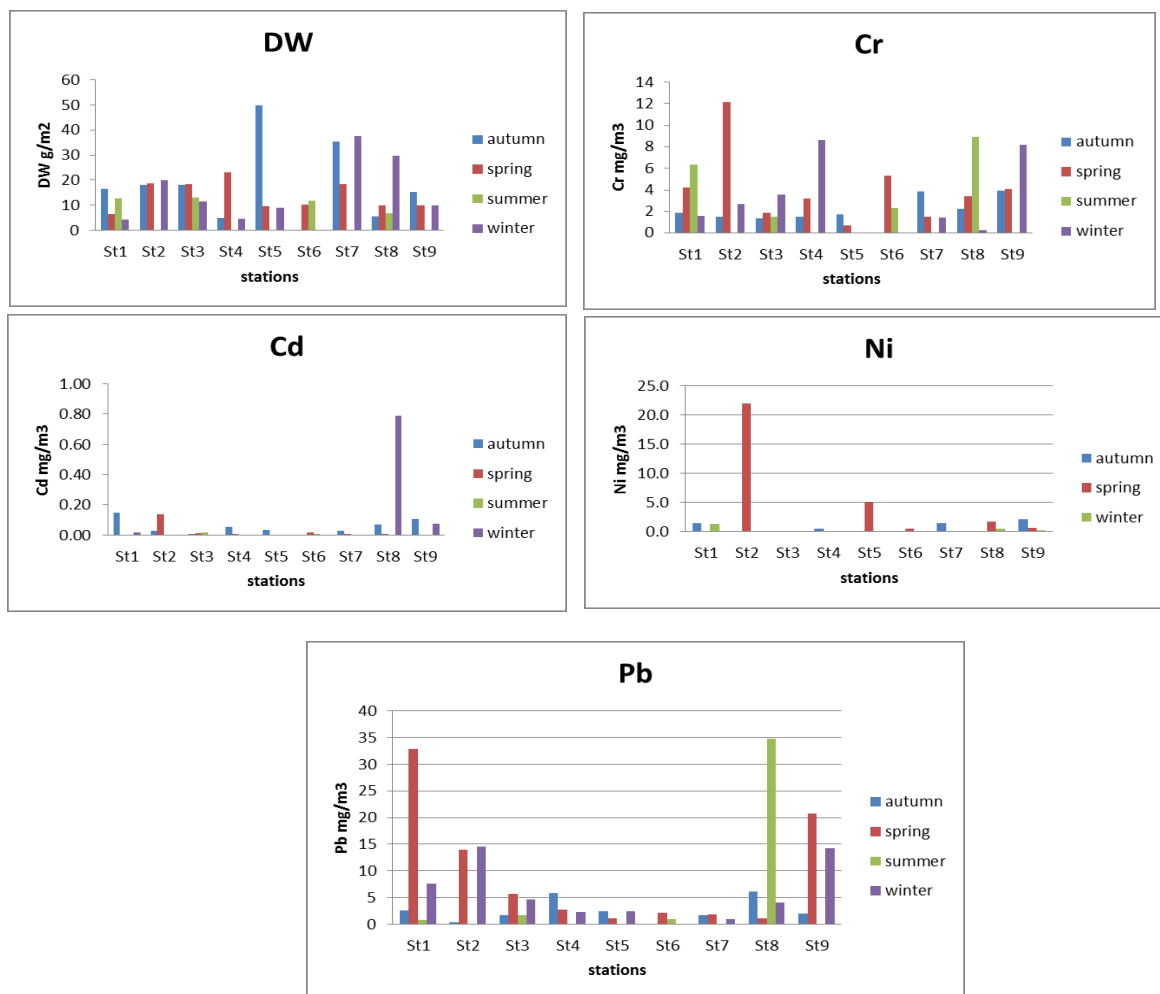 DW
DW g/m2
60
50
40
30
20
10
0
St1 St2 St3 St4 St5 St6 St7 St8 St9
stations
autumn
spring
summer
winter
Cr
Cr mg/m3
14
12
10
8
6
4
2
0
St1 St2 St3 St4 St5 St6 St7 St8 St9
stations
autumn
spring
summer
winter
Cd
Cd mg/m3
1.00
0.80
0.60
0.40
0.20
0.00
St1 St2 St3 St4 St5 St6 St7 St8 St9
stations
autumn
spring
summer
winter
Ni
Ni mg/m3
25.0
20.0
15.0
10.0
5.0
0.0
St1 St2 St3 St4 St5 St6 St7 St8 St9
stations
autumn
spring
winter
Pb
Pb mg/m3
40
35
30
25
20
15
10
5
0
St1 St2 St3 St4 St5 St6 St7 St8 St9
stations
autumn
spring
summer
winter